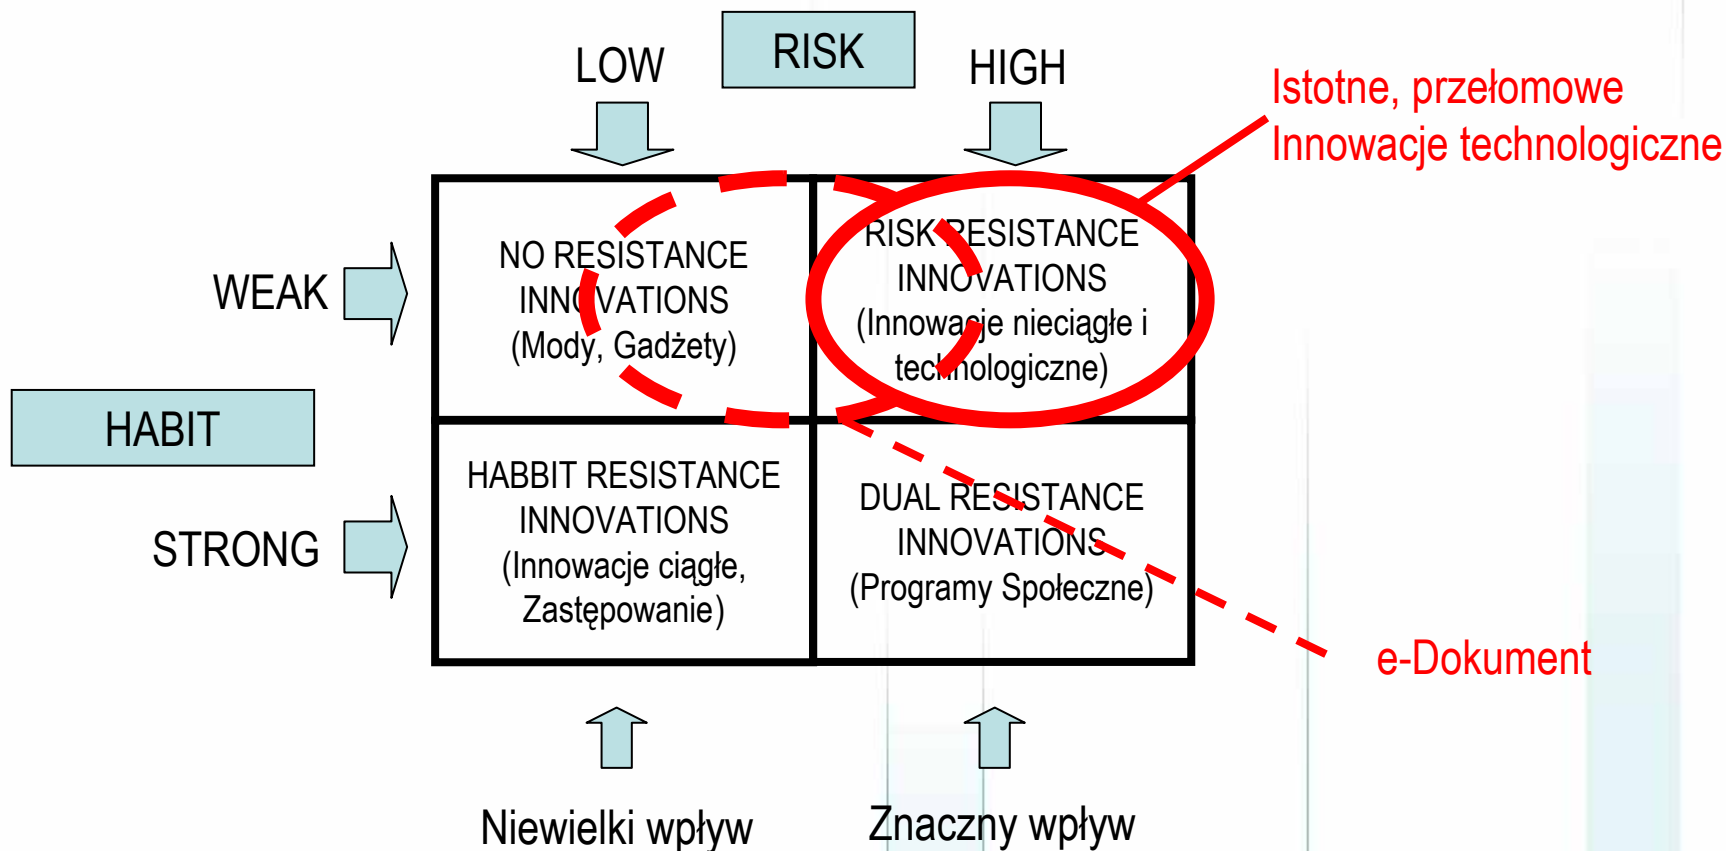 RISK
LOW
HIGH
Istotne, przełomowe
Innowacje technologiczne
WEAK
NO RESISTANCE
INNOVATIONS
(Mody, Gadżety)
RISK RESISTANCE
INNOVATIONS
(Innowacje nieciągłe i
technologiczne)
HABIT
STRONG
HABBIT RESISTANCE
INNOVATIONS
(Innowacje ciągłe,
Zastępowanie)
DUAL RESISTANCE
INNOVATIONS
(Programy Społeczne)
e-Dokument
Niewielki wpływ
Znaczny wpływ